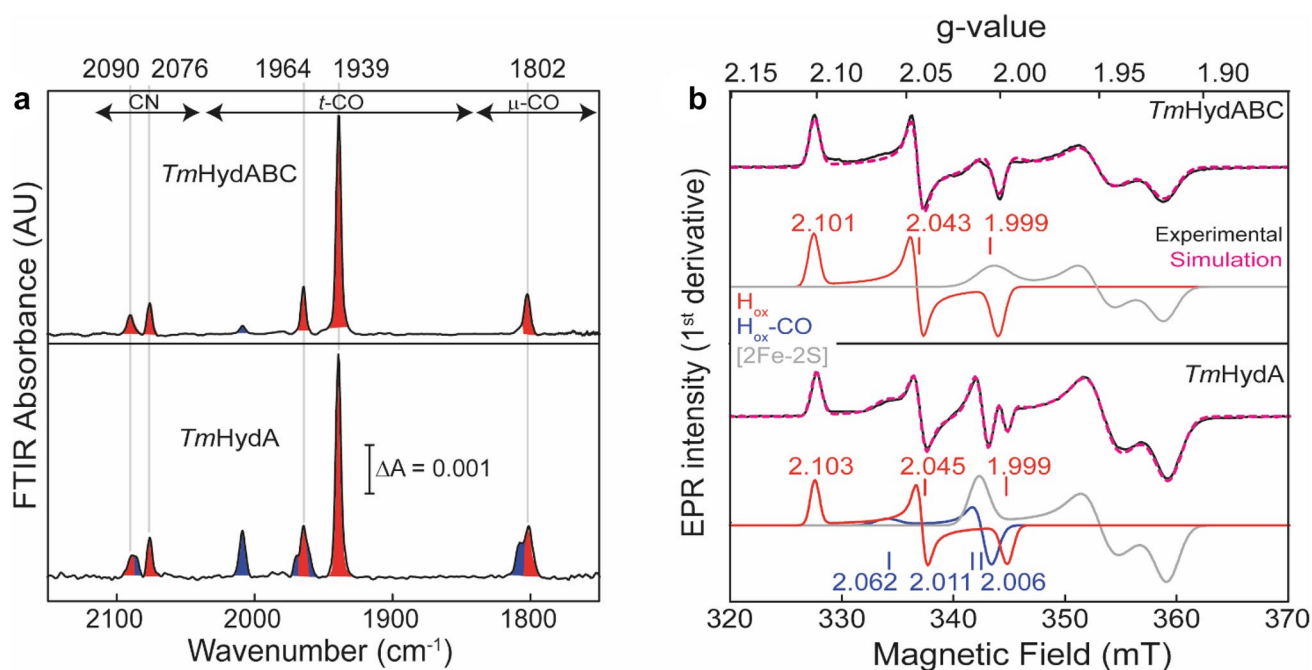 a
2090 2076 1964 1939 1802
CN t-CO μ-CO
TmHydABC
TmHydA
ΔA = 0.001
FTIR Absorbance (AU)
2100 2000 1900 1800
Wavenumber (cm⁻¹)
b
g-value
2.15 2.10 2.05 2.00 1.95 1.90
TmHydABC
2.101 2.043 1.999
Experimental
Simulation
Hox
Hox-CO
[2Fe-2S]
TmHydA
2.103 2.045 1.999
2.062 2.011 2.006
EPR intensity (1st derivative)
320 330 340 350 360 370
Magnetic Field (mT)